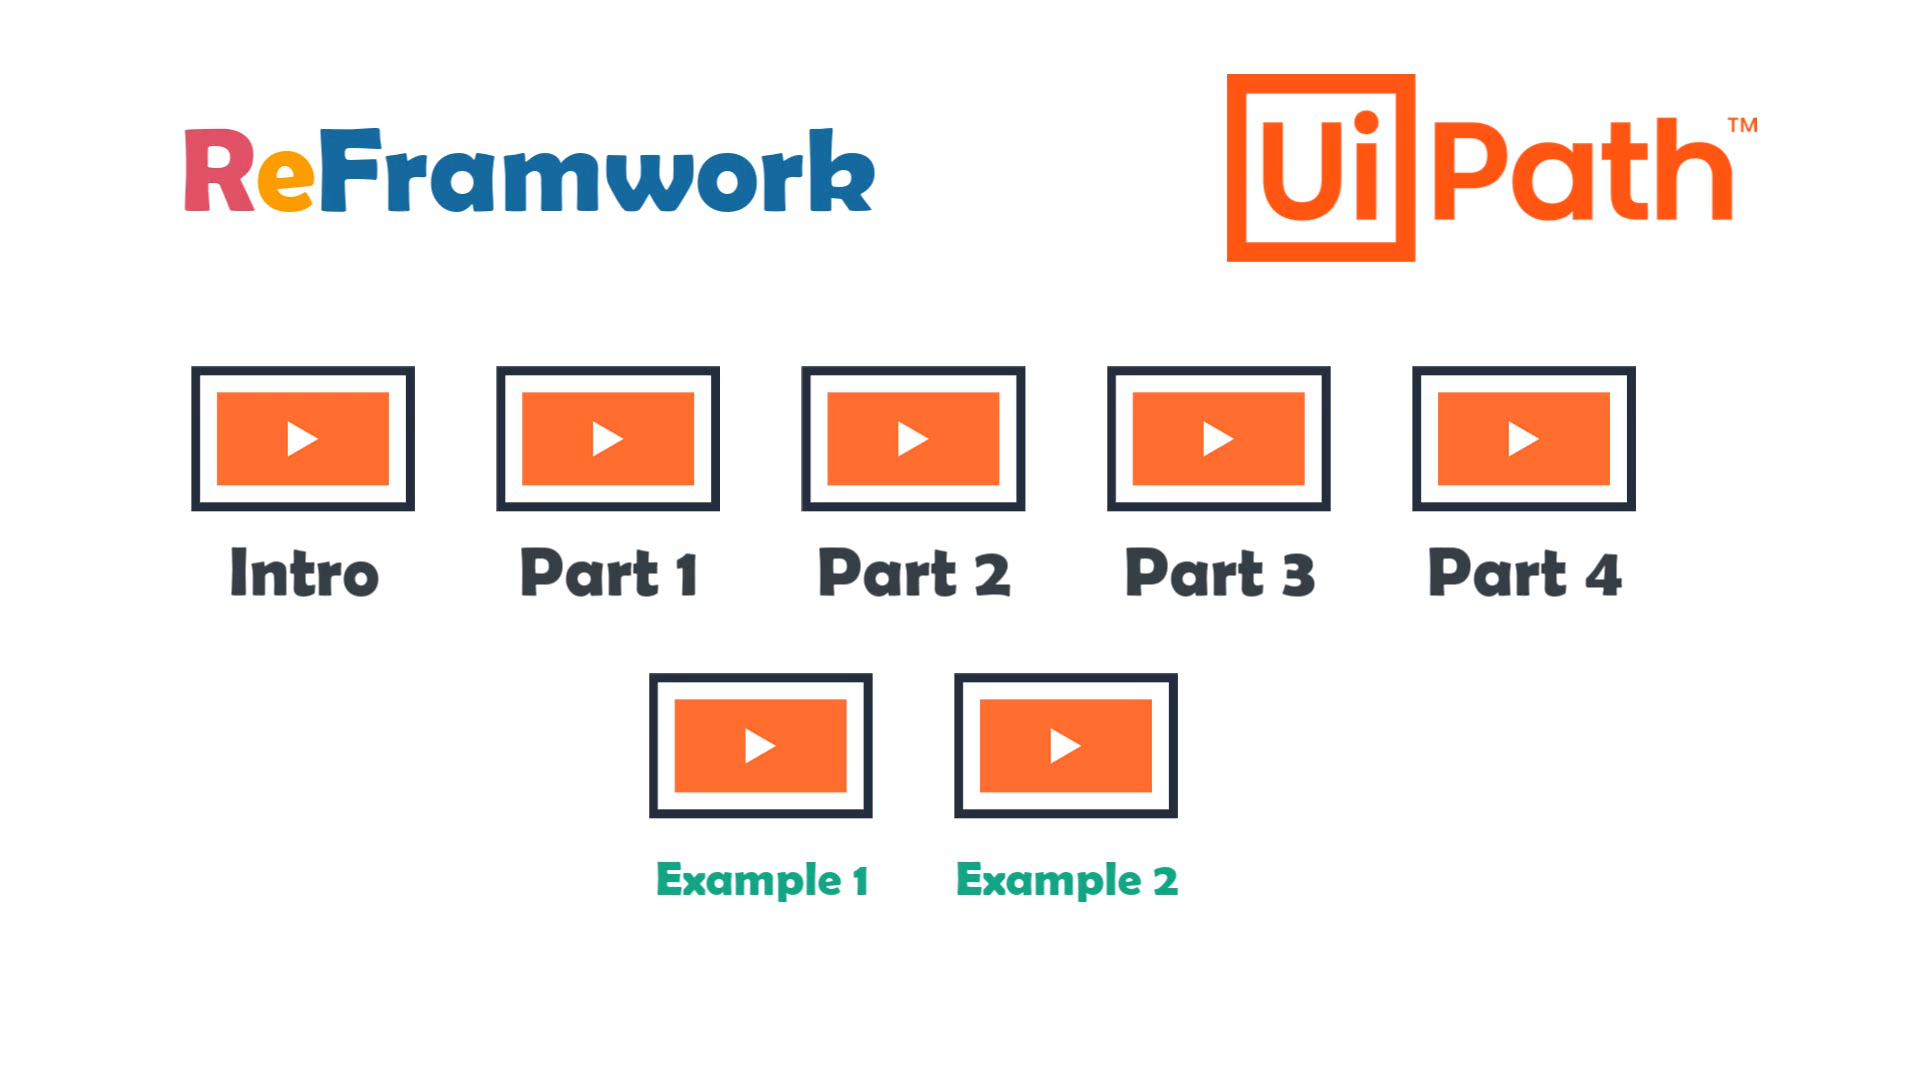 ReFramwork
UiPath™
Intro
Part 1
Part 2
Part 3
Part 4
Example 1
Example 2